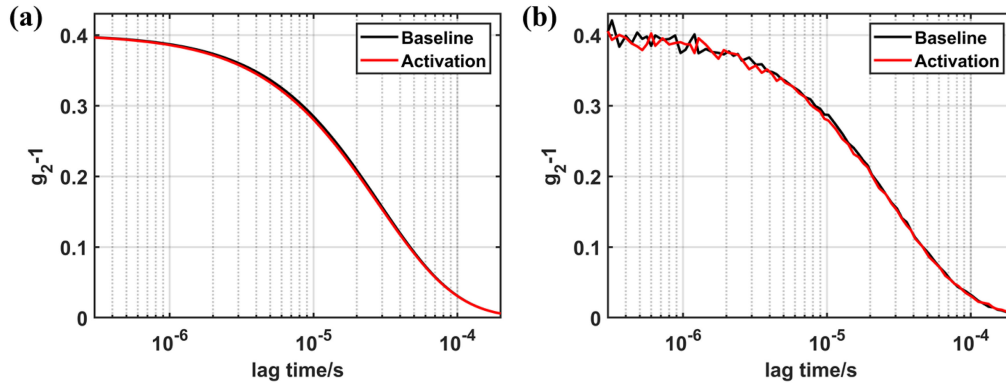 (a)
0.4
0.3
0.2
0.1
0
g2-1
Baseline
Activation
10-6
10-5
10-4
lag time/s
(b)
0.4
0.3
0.2
0.1
0
g2-1
Baseline
Activation
10-6
10-5
10-4
lag time/s